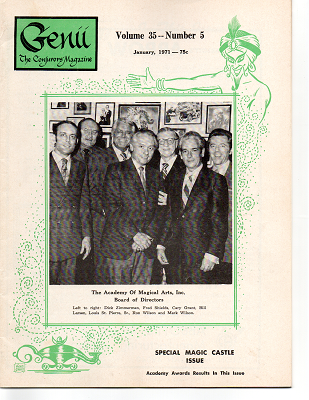 Genii
The Conjurors' Magazine
Volume 35 -- Number 5
January, 1971 — 75c
The Academy Of Magical Arts, Inc.
Board of Directors
Left to right: Dick Zimmerman, Fred Shields, Cary Grant, Bill
Larsen, Louis St. Pierre, Sr., Ron Wilson and Mark Wilson.
SPECIAL MAGIC CASTLE
ISSUE
Academy Awards Results In This Issue